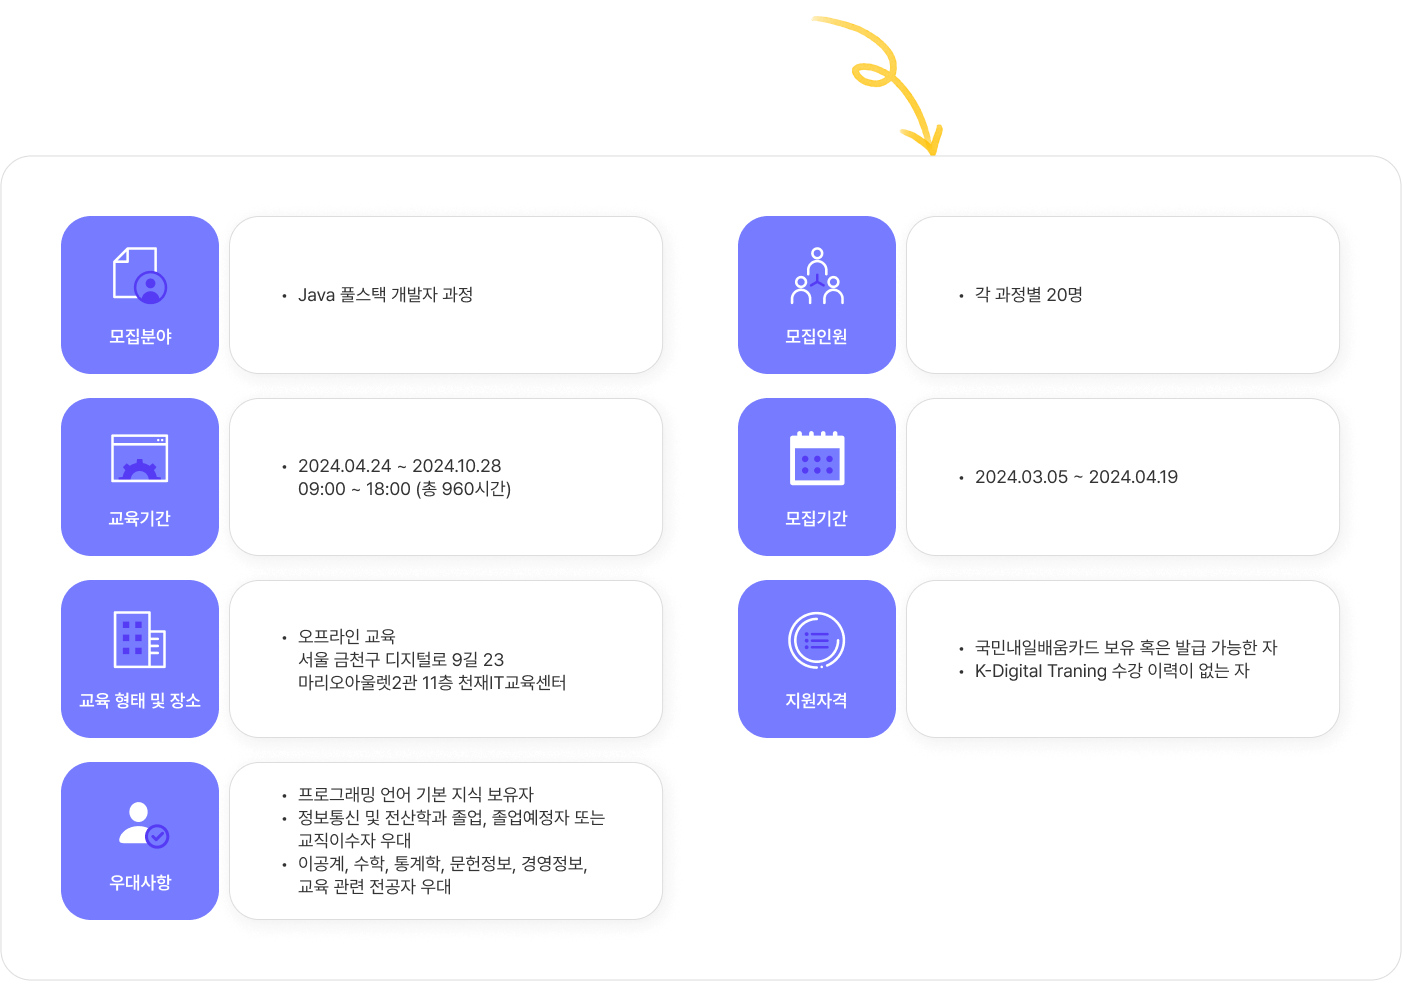 모집분야
• Java 풀스택 개발자 과정
모집인원
• 각 과정별 20명
교육기간
• 2024.04.24 ~ 2024.10.28
09:00 ~ 18:00 (총 960시간)
모집기간
• 2024.03.05 ~ 2024.04.19
교육 형태 및 장소
• 오프라인 교육
서울 금천구 디지털로 9길 23
마리오아울렛2관 11층 천재IT교육센터
지원자격
• 국민내일배움카드 보유 혹은 발급 가능한 자
• K-Digital Traning 수강 이력이 없는 자
우대사항
• 프로그래밍 언어 기본 지식 보유자
• 정보통신 및 전산학과 졸업, 졸업예정자 또는
교직이수자 우대
• 이공계, 수학, 통계학, 문헌정보, 경영정보,
교육 관련 전공자 우대